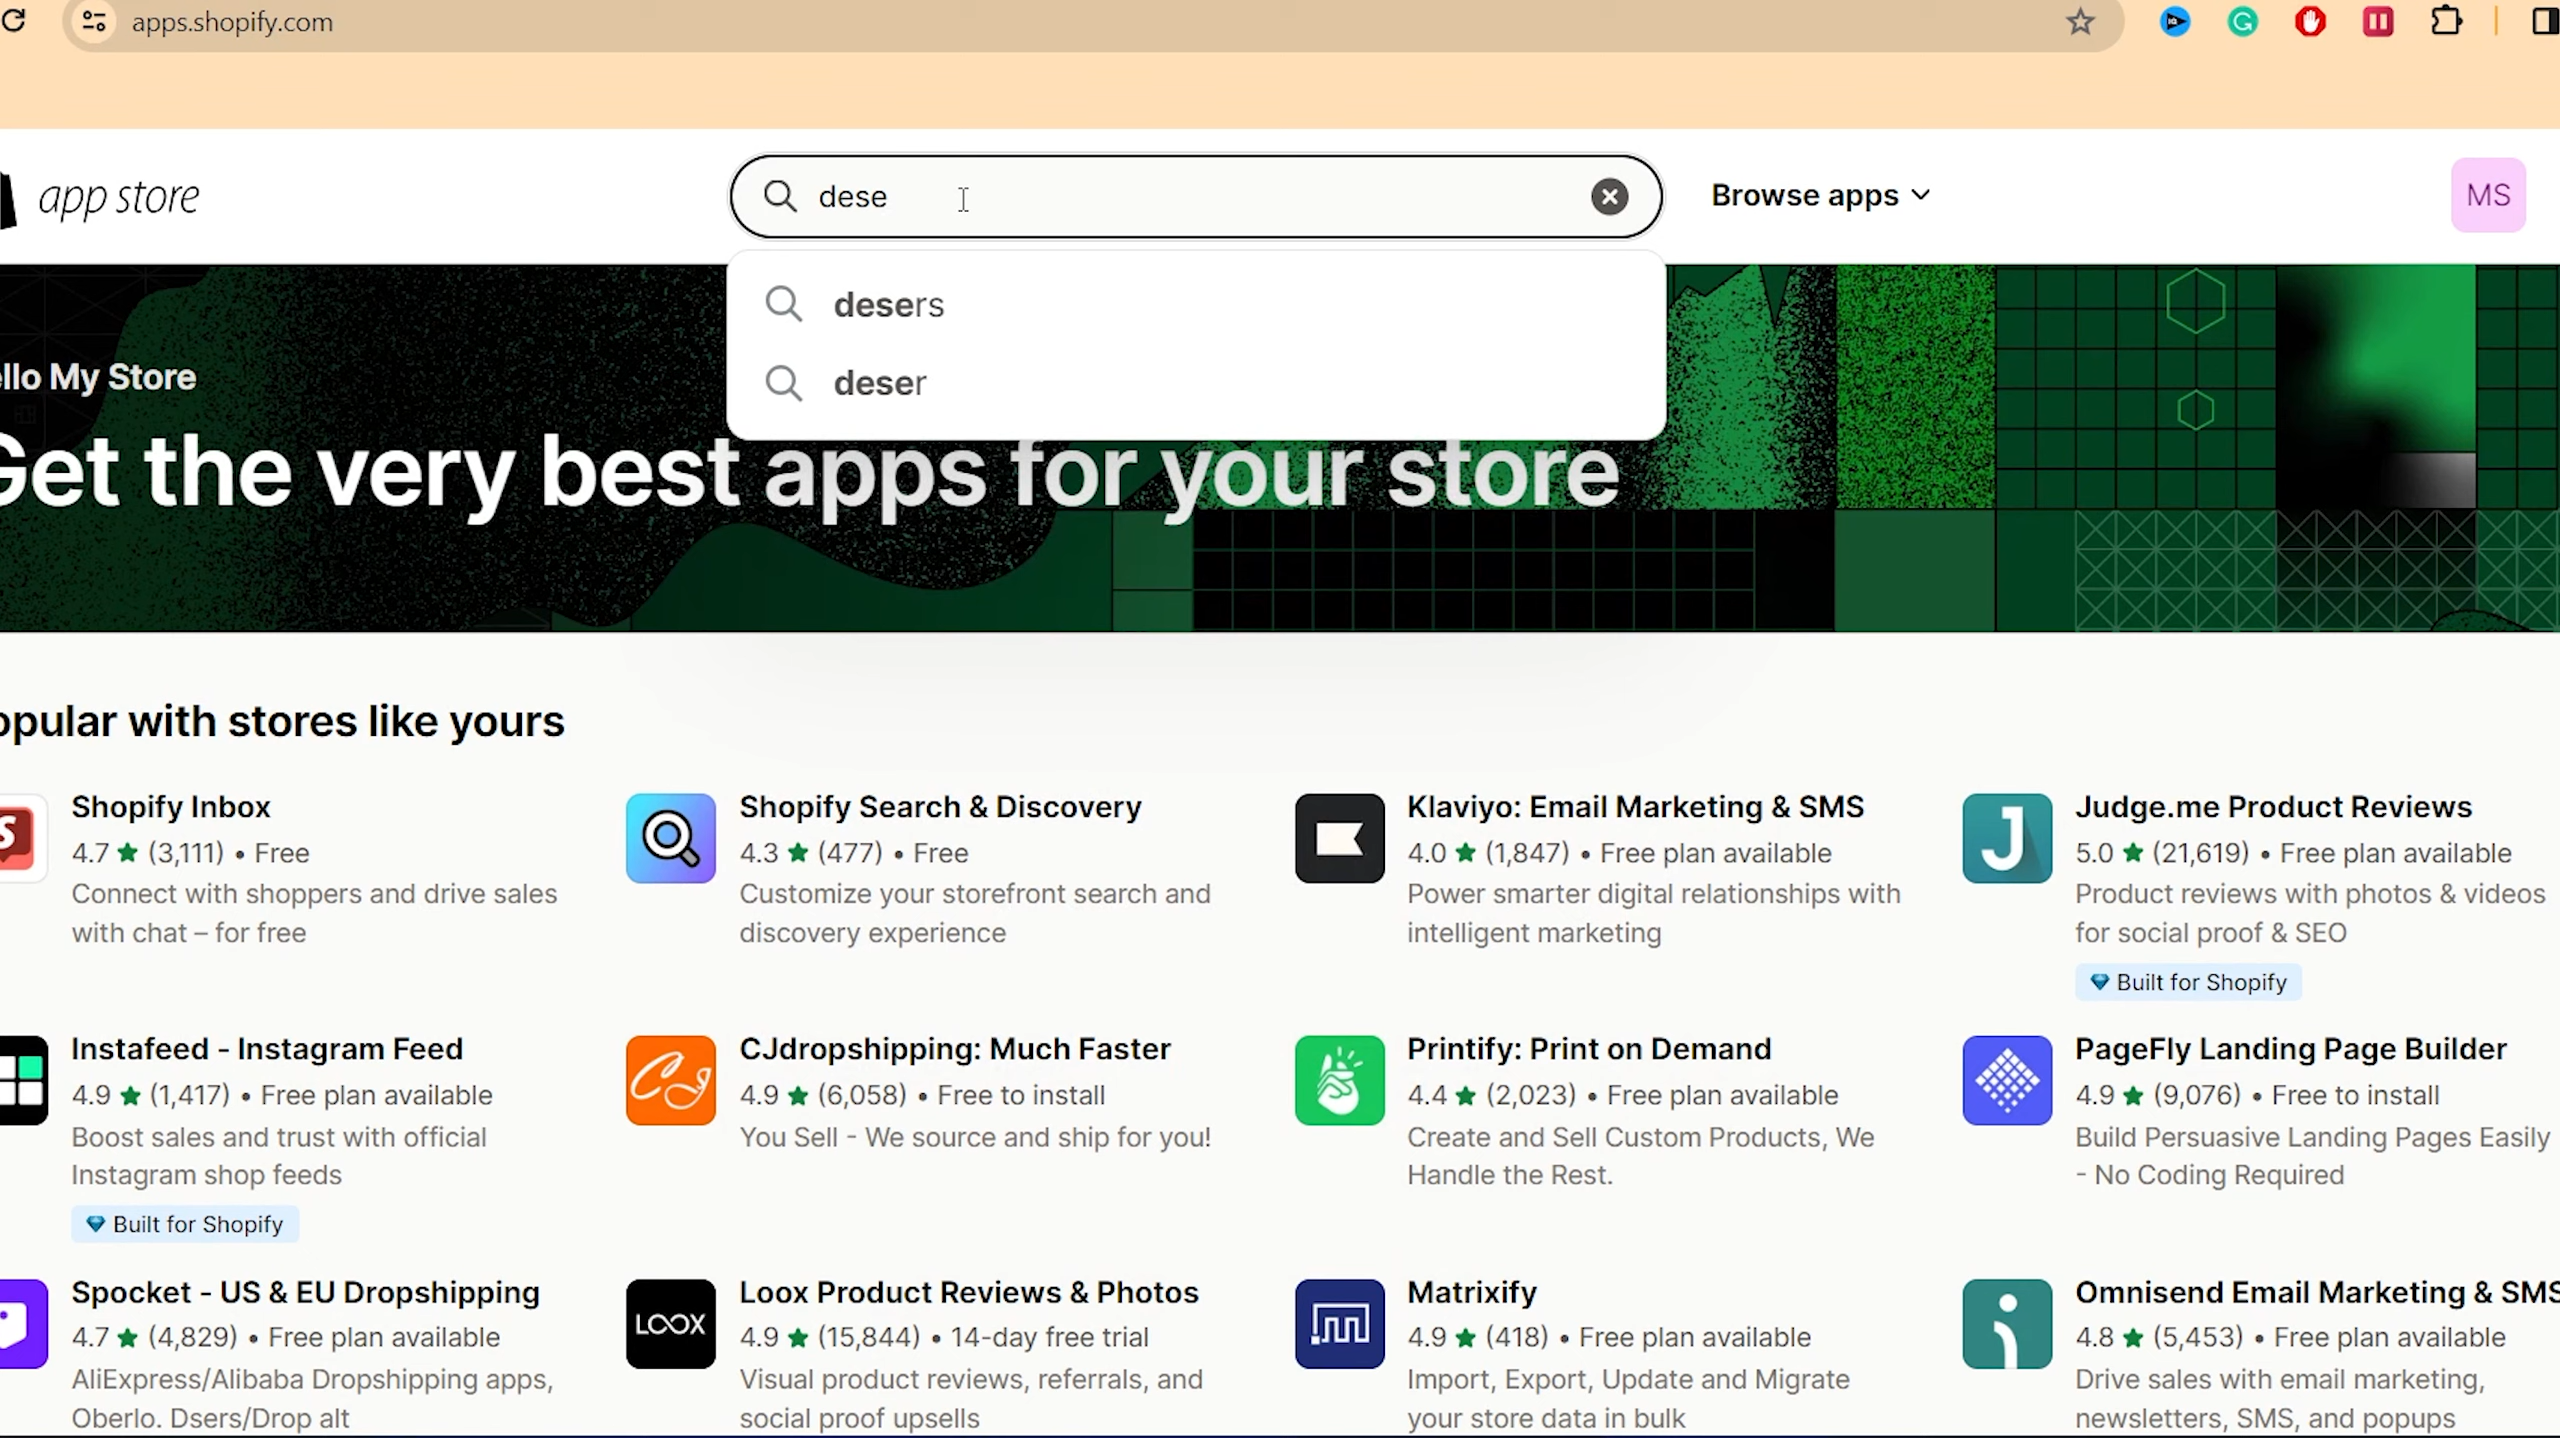 apps.shopify.com
app store
dese
Browse apps
MS
desers
deser
ello My Store
Get the very best apps for your store
opular with stores like yours
Shopify Inbox
4.7 ★ (3,111) • Free
Connect with shoppers and drive sales
with chat – for free
Shopify Search & Discovery
4.3 ★ (477) • Free
Customize your storefront search and
discovery experience
Klaviyo: Email Marketing & SMS
4.0 ★ (1,847) • Free plan available
Power smarter digital relationships with
intelligent marketing
Judge.me Product Reviews
5.0 ★ (21,619) • Free plan available
Product reviews with photos & videos
for social proof & SEO
Built for Shopify
Instafeed - Instagram Feed
4.9 ★ (1,417) • Free plan available
Boost sales and trust with official
Instagram shop feeds
Built for Shopify
CJdropshipping: Much Faster
4.9 ★ (6,058) • Free to install
You Sell - We source and ship for you!
Printify: Print on Demand
4.4 ★ (2,023) • Free plan available
Create and Sell Custom Products, We
Handle the Rest.
PageFly Landing Page Builder
4.9 ★ (9,076) • Free to install
Build Persuasive Landing Pages Easily
- No Coding Required
Spocket - US & EU Dropshipping
4.7 ★ (4,829) • Free plan available
AliExpress/Alibaba Dropshipping apps,
Oberlo. Dsers/Drop alt
LOOX
Loox Product Reviews & Photos
4.9 ★ (15,844) • 14-day free trial
Visual product reviews, referrals, and
social proof upsells
Matrixify
4.9 ★ (418) • Free plan available
Import, Export, Update and Migrate
your store data in bulk
Omnisend Email Marketing & SMS
4.8 ★ (5,453) • Free plan available
Drive sales with email marketing,
newsletters, SMS, and popups